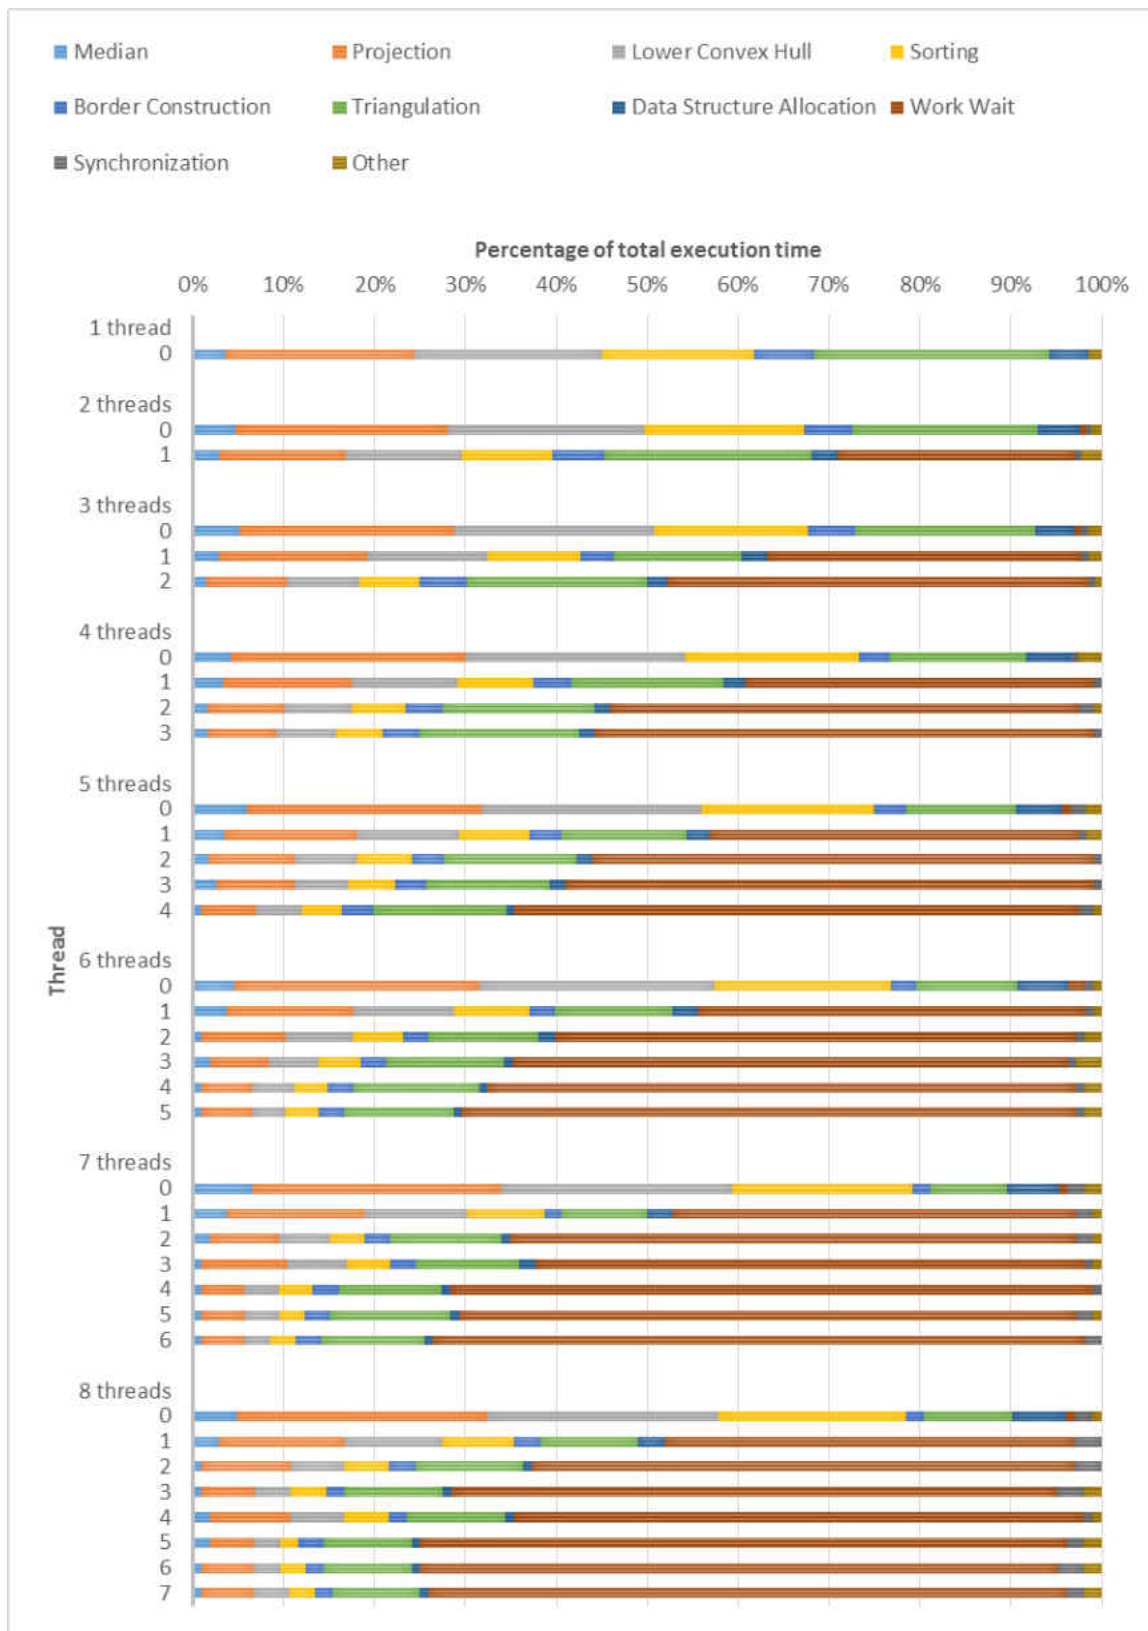 Median Projection Lower Convex Hull Sorting
Border Construction Triangulation Data Structure Allocation Work Wait
Synchronization Other
Percentage of total execution time
0% 10% 20% 30% 40% 50% 60% 70% 80% 90% 100%
1 thread
0
2 threads
0
1
3 threads
0
1
2
4 threads
0
1
2
3
5 threads
0
1
2
3
4
Thread
6 threads
0
1
2
3
4
5
7 threads
0
1
2
3
4
5
6
8 threads
0
1
2
3
4
5
6
7